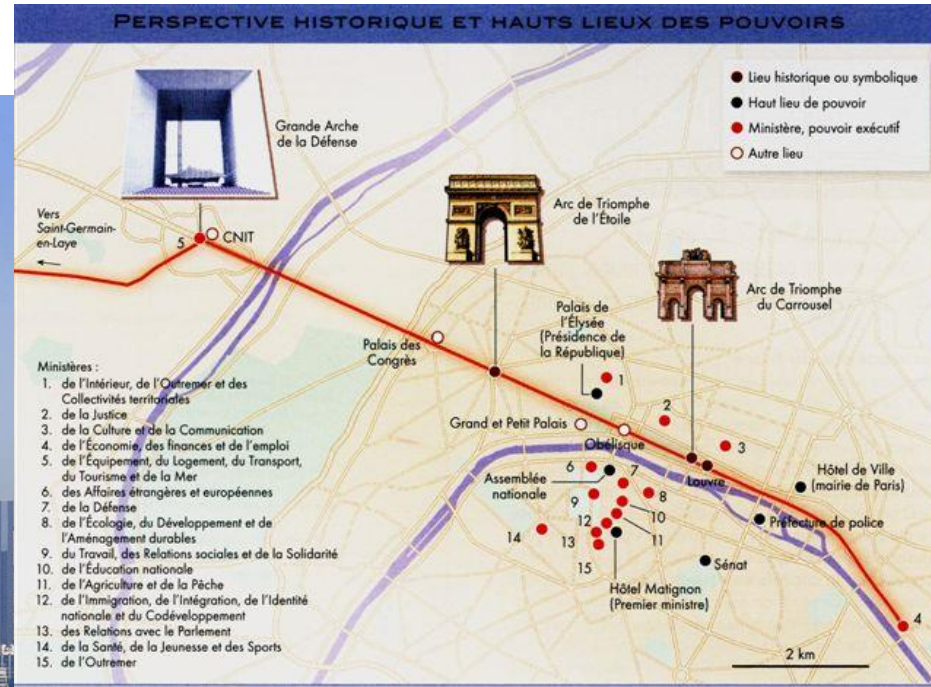 PERSPECTIVE HISTORIQUE ET HAUTS LIEUX DES POUVOIRS
Lieu historique ou symbolique
Haut lieu de pouvoir
Ministère, pouvoir exécutif
Autre lieu
Grande Arche
de la Défense
Vers
Saint-Germain-
en-Laye
5
CNIT
Arc de Triomphe
de l'Étoile
Arc de Triomphe
du Carrousel
Palais de
l'Élysée
(Présidence de
la République)
Palais des
Congrès
1
2
3
Grand et Petit Palais
Obélisque
Louvre
Hôtel de Ville
(mairie de Paris)
Préfecture de police
Assemblée
nationale
6
7
8
9
10
11
12
13
14
15
Hôtel Matignon
(Premier ministre)
Sénat
4
2 km
Ministères :
1. de l'Intérieur, de l'Outremer et des
Collectivités territoriales
2. de la Justice
3. de la Culture et de la Communication
4. de l'Économie, des finances et de l'emploi
5. de l'Équipement, du Logement, du Transport,
du Tourisme et de la Mer
6. des Affaires étrangères et européennes
7. de la Défense
8. de l'Écologie, du Développement et de
l'Aménagement durables
9. du Travail, des Relations sociales et de la Solidarité
10. de l'Éducation nationale
11. de l'Agriculture et de la Pêche
12. de l'Immigration, de l'Intégration, de l'Identité
nationale et du Codéveloppement
13. des Relations avec le Parlement
14. de la Santé, de la Jeunesse et des Sports
15. de l'Outremer